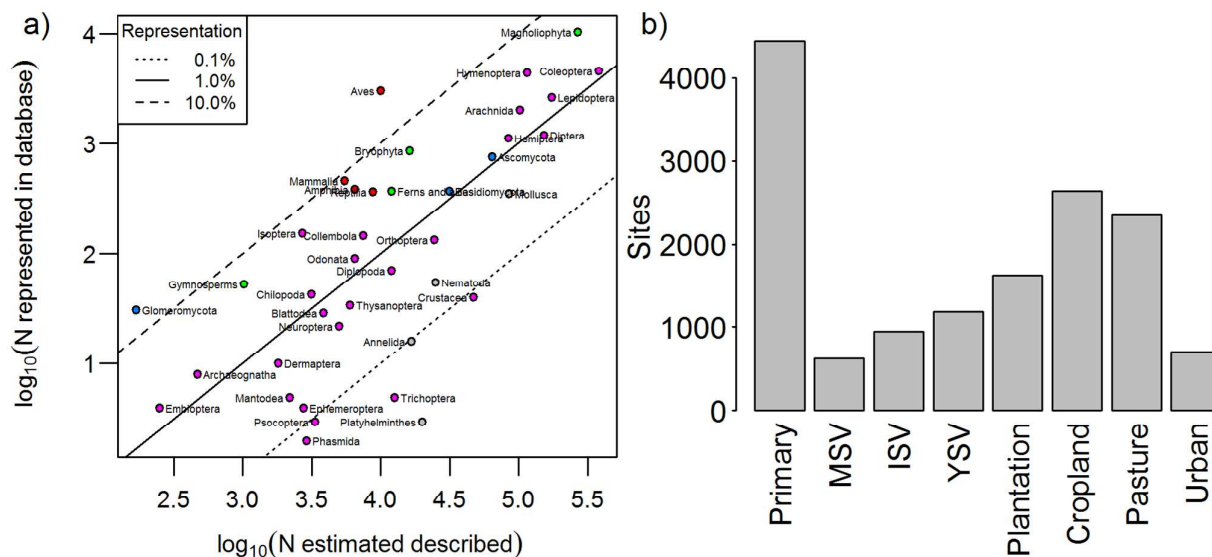 a)
Representation
0.1%
1.0%
10.0%
log10(N represented in database)
4
3
2
1
Magnoliophyta
Hymenoptera
Coleoptera
Aves
Lepidoptera
Arachnida
Hemiptera
Diptera
Bryophyta
Ascomycota
Mammalia
Amphibia
Reptilia
Ferns and
Basidiomycota
Mollusca
Isoptera
Collembola
Orthoptera
Odonata
Diplopoda
Gymnosperms
Nematoda
Chilopoda
Crustacea
Glomeromycota
Thysanoptera
Blattodea
Neuroptera
Annelida
Dermaptera
Archaeognatha
Mantodea
Trichoptera
Embioptera
Ephemeroptera
Psocoptera
Platyhelminthes
Phasmida
2.5 3.0 3.5 4.0 4.5 5.0 5.5
log10(N estimated described)
b)
Sites
4000
3000
2000
1000
0
Primary
MSV
ISV
YSV
Plantation
Cropland
Pasture
Urban